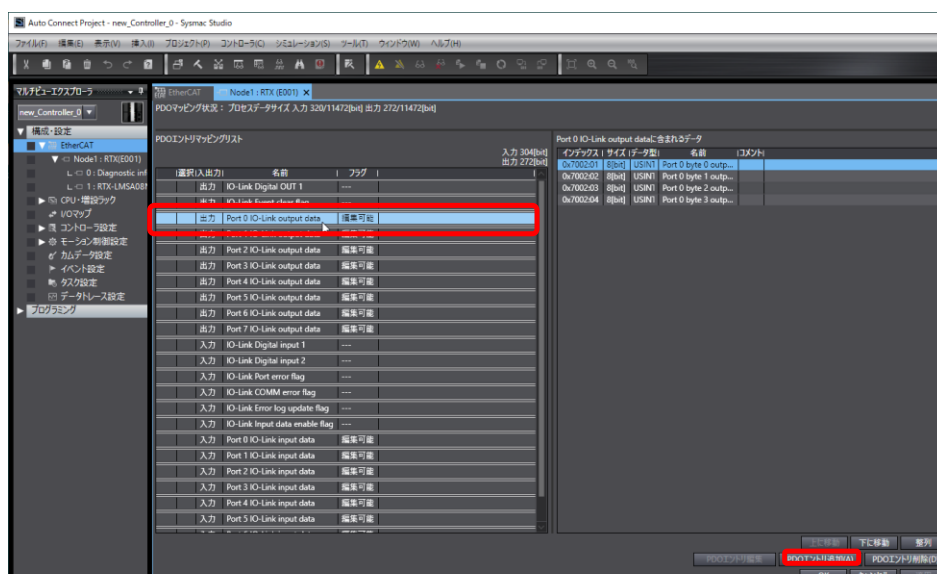 Auto Connect Project - new_Controller_0 - Sysmac Studio
ファイル(F) 編集(E) 表示(V) 挿入(I) プロジェクト(P) コントローラ(C) シミュレーション(S) ツール(T) ウィンドウ(W) ヘルプ(H)
マルチビューエクスプローラ
new_Controller_0
構成・設定
EtherCAT
Node1 : RTX(E001)
0 : Diagnostic inf
1 : RTX-LMSA08
CPU・増設ラック
I/Oマップ
コントローラ設定
モーション制御設定
カムデータ設定
イベント設定
タスク設定
データトレース設定
プログラミング
EtherCAT Node1 : RTX (E001)
PDOマッピング状況 : プロセスデータサイズ 入力 320/11472[bit] 出力 272/11472[bit]
PDOエントリマッピングリスト
入力 304[bit]
出力 272[bit]
選択 入出力 名前 フラグ
出力 IO-Link Digital OUT 1 ---
出力 IO-Link Event clear flag
出力 Port 0 IO-Link output data 編集可能
出力 Port 2 IO-Link output data 編集可能
出力 Port 3 IO-Link output data 編集可能
出力 Port 4 IO-Link output data 編集可能
出力 Port 5 IO-Link output data 編集可能
出力 Port 6 IO-Link output data 編集可能
出力 Port 7 IO-Link output data 編集可能
入力 IO-Link Digital input 1 ---
入力 IO-Link Digital input 2 ---
入力 IO-Link Port error flag ---
入力 IO-Link COMM error flag ---
入力 IO-Link Error log update flag ---
入力 IO-Link Input data enable flag ---
入力 Port 0 IO-Link input data 編集可能
入力 Port 1 IO-Link input data 編集可能
入力 Port 2 IO-Link input data 編集可能
入力 Port 3 IO-Link input data 編集可能
入力 Port 4 IO-Link input data 編集可能
入力 Port 5 IO-Link input data 編集可能
Port 0 IO-Link output dataに含まれるデータ
インデックス サイズ データ型 名前 コメント
0x7002:01 8[bit] USINT Port 0 byte 0 outp...
0x7002:02 8[bit] USINT Port 0 byte 1 outp...
0x7002:03 8[bit] USINT Port 0 byte 2 outp...
0x7002:04 8[bit] USINT Port 0 byte 3 outp...
上に移動 下に移動 整列
PDOエントリ編集 PDOエントリ追加(A) PDOエントリ削除(D